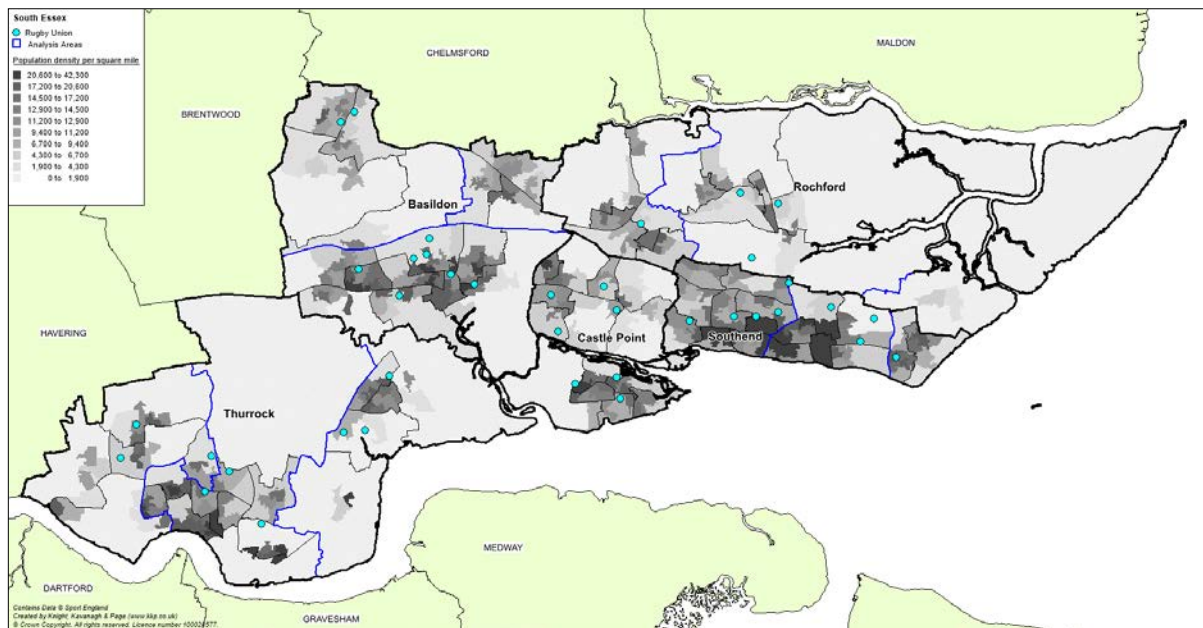 South Essex
Rugby Union
Analysis Areas
Population density per square mile
20,600 to 42,300
17,200 to 20,600
14,500 to 17,200
12,900 to 14,500
11,200 to 12,900
9,400 to 11,200
6,700 to 9,400
4,300 to 6,700
1,900 to 4,300
0 to 1,900
CHELMSFORD
MALDON
BRENTWOOD
Rochford
Basildon
HAVERING
Castle Point
Southend
Thurrock
MEDWAY
DARTFORD
GRAVESHAM
Contains Data © Sport England
Created by Knight, Kavanagh & Page (www.kkp.co.uk)
© Crown Copyright. All rights reserved. Licence number